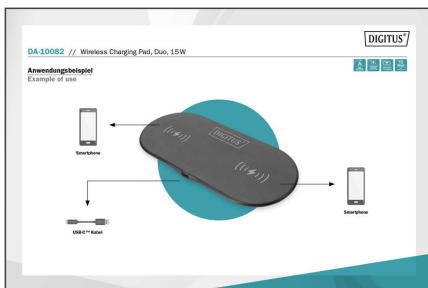 DIGITUS®
DA-10082 // Wireless Charging Pad, Duo, 15W
Anwendungsbeispiel
Example of use
Smartphone
DIGITUS
Smartphone
USB-C™ Kabel